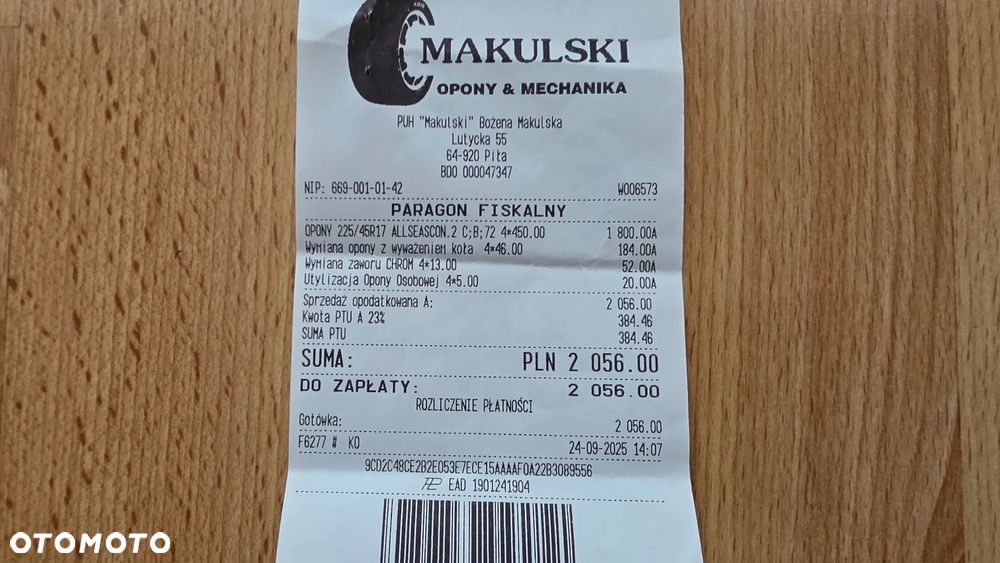 MAKULSKI
OPONY & MECHANIKA
PUH "Makulski" Bożena Makulska
Lutycka 55
64-920 Piła
BDO 000047347
NIP: 669-001-01-42 W006573
PARAGON FISKALNY
OPONY 225/45R17 ALLSEASCON.2 C;B;72 4*450.00 1 800.00A
Wymiana opony z wyważeniem koła 4*46.00 184.00A
Wymiana zaworu CHROM 4*13.00 52.00A
Utylizacja Opony Osobowej 4*5.00 20.00A
Sprzedaż opodatkowana A: 2 056.00
Kwota PTU A 23% 384.46
SUMA PTU 384.46
SUMA: PLN 2 056.00
DO ZAPŁATY: 2 056.00
ROZLICZENIE PŁATNOŚCI
Gotówka: 2 056.00
F6277 # KO 24-09-2025 14:07
9CD2C48CE2B2E053E7ECE15AAAAF0A22B3089556
EAD 1901241904
OTOMOTO